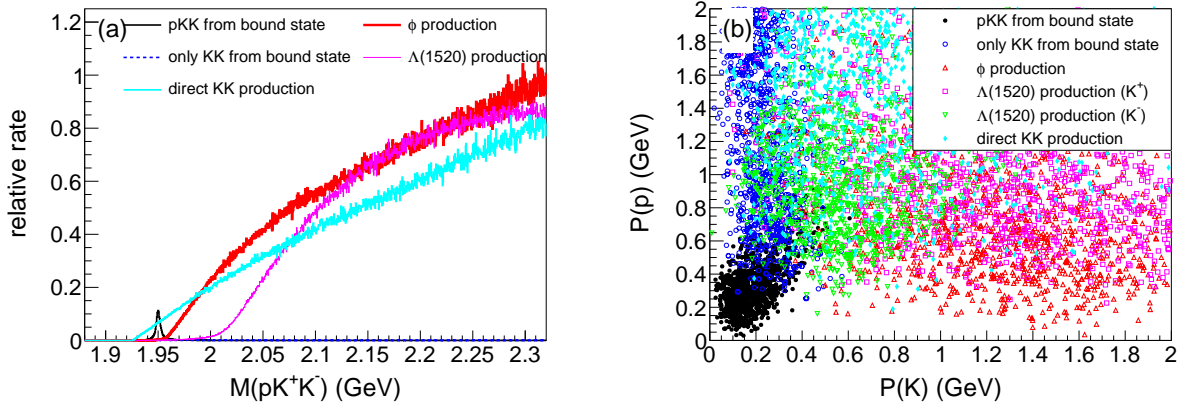 (a)
pKK from bound state
φ production
only KK from bound state
Λ(1520) production
direct KK production
relative rate
1.2
1
0.8
0.6
0.4
0.2
0
1.9 1.95 2 2.05 2.1 2.15 2.2 2.25 2.3
M(pK⁺K⁻) (GeV)
(b)
pKK from bound state
only KK from bound state
φ production
Λ(1520) production (K⁺)
Λ(1520) production (K⁻)
direct KK production
P(p) (GeV)
2
1.8
1.6
1.4
1.2
1
0.8
0.6
0.4
0.2
0
0 0.2 0.4 0.6 0.8 1 1.2 1.4 1.6 1.8 2
P(K) (GeV)